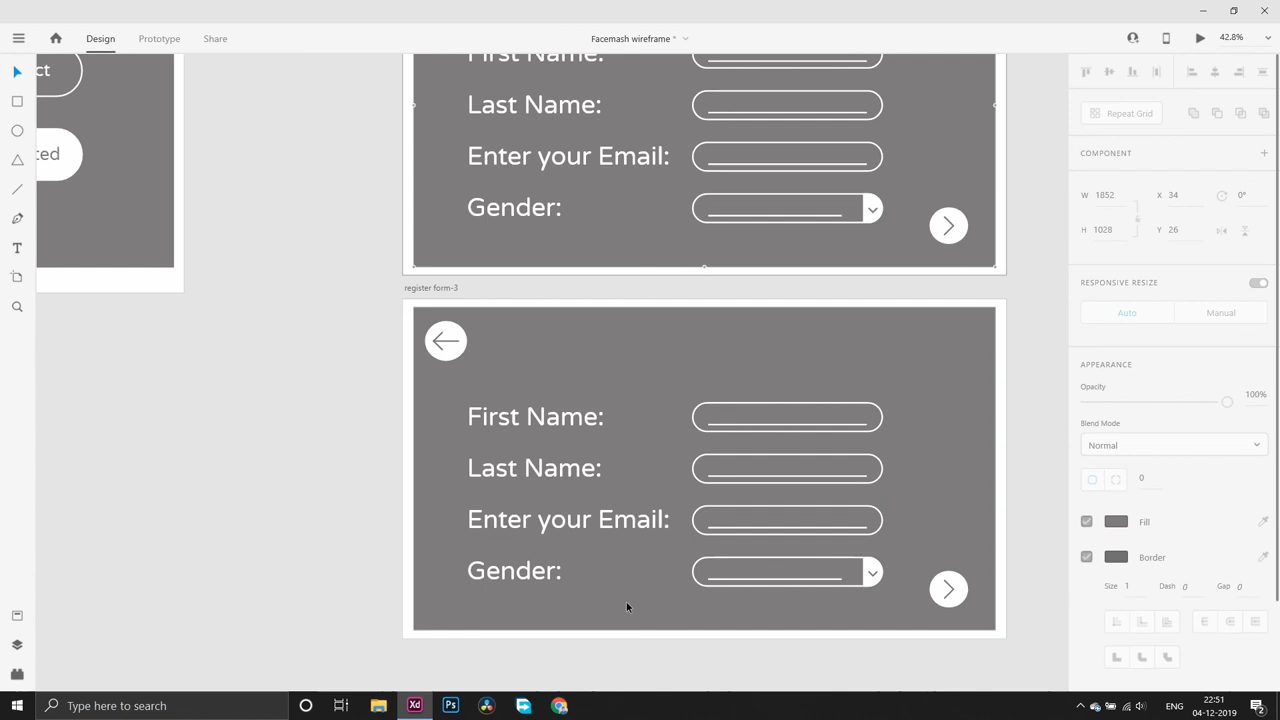 Design Prototype Share
Facemash wireframe *
42.8%
ct
ted
First Name:
Last Name:
Enter your Email:
Gender:
register form-3
First Name:
Last Name:
Enter your Email:
Gender:
Repeat Grid
COMPONENT
W 1852 X 34 0°
H 1028 Y 26
RESPONSIVE RESIZE
Auto Manual
APPEARANCE
Opacity
100%
Blend Mode
Normal
0
Fill
Border
Size 1 Dash 0 Gap 0
Type here to search
Xd
Ps
ENG
22:51
04-12-2019
2